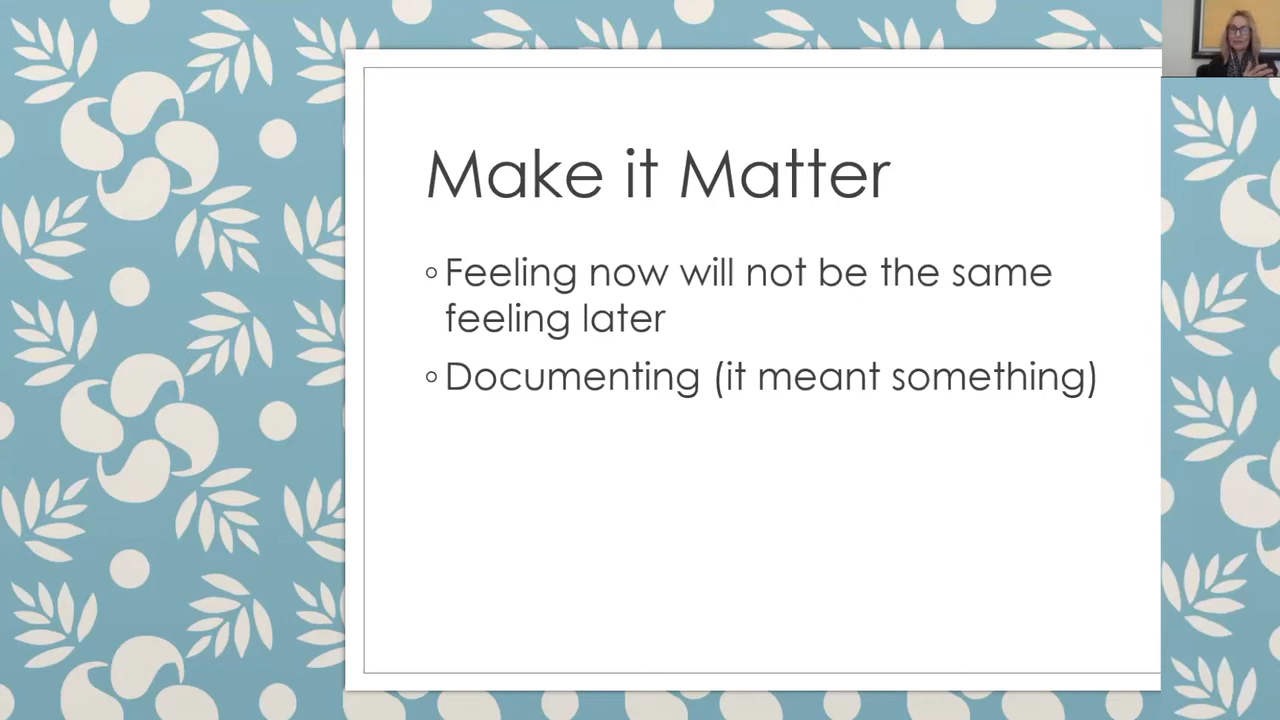 Make it Matter
◦ Feeling now will not be the same
feeling later
◦ Documenting (it meant something)